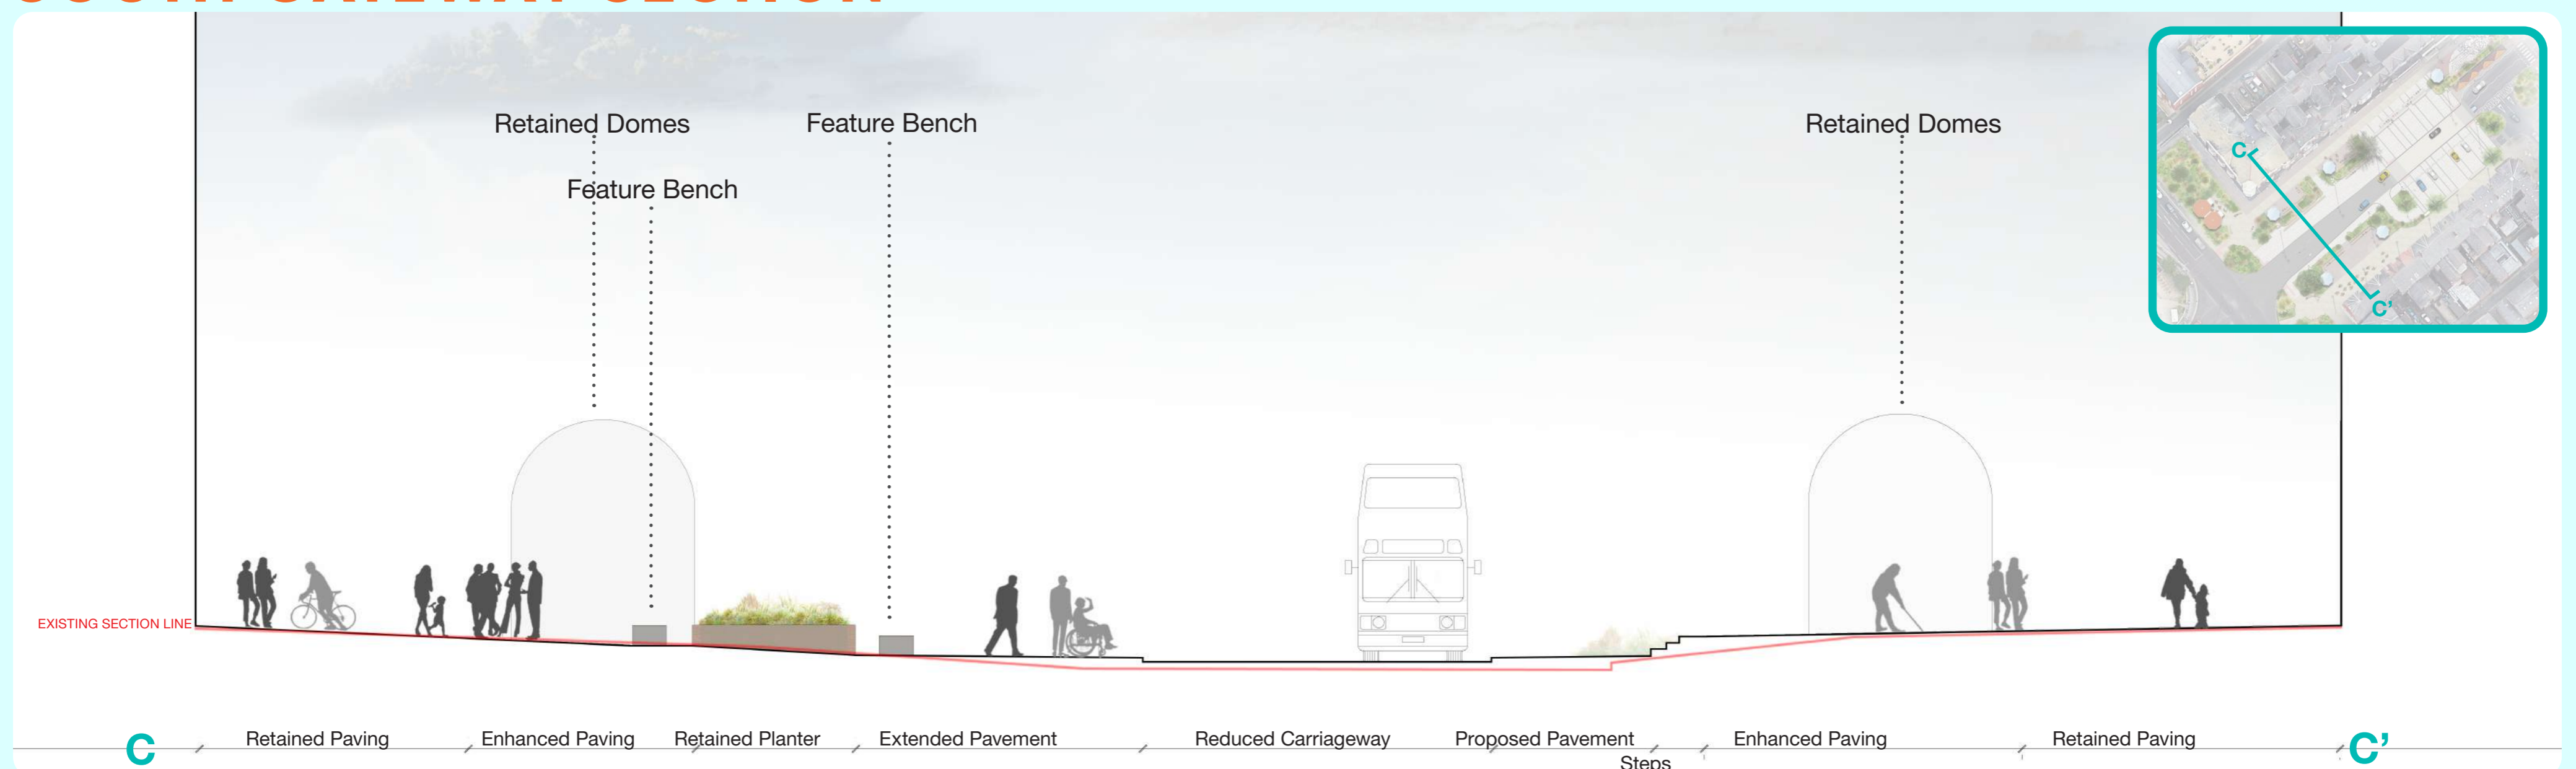 Retained Domes
Feature Bench
Retained Domes
Feature Bench
C
C’
EXISTING SECTION LINE
C
Retained Paving
Enhanced Paving
Retained Planter
Extended Pavement
Reduced Carriageway
Proposed Pavement
Steps
Enhanced Paving
Retained Paving
C’